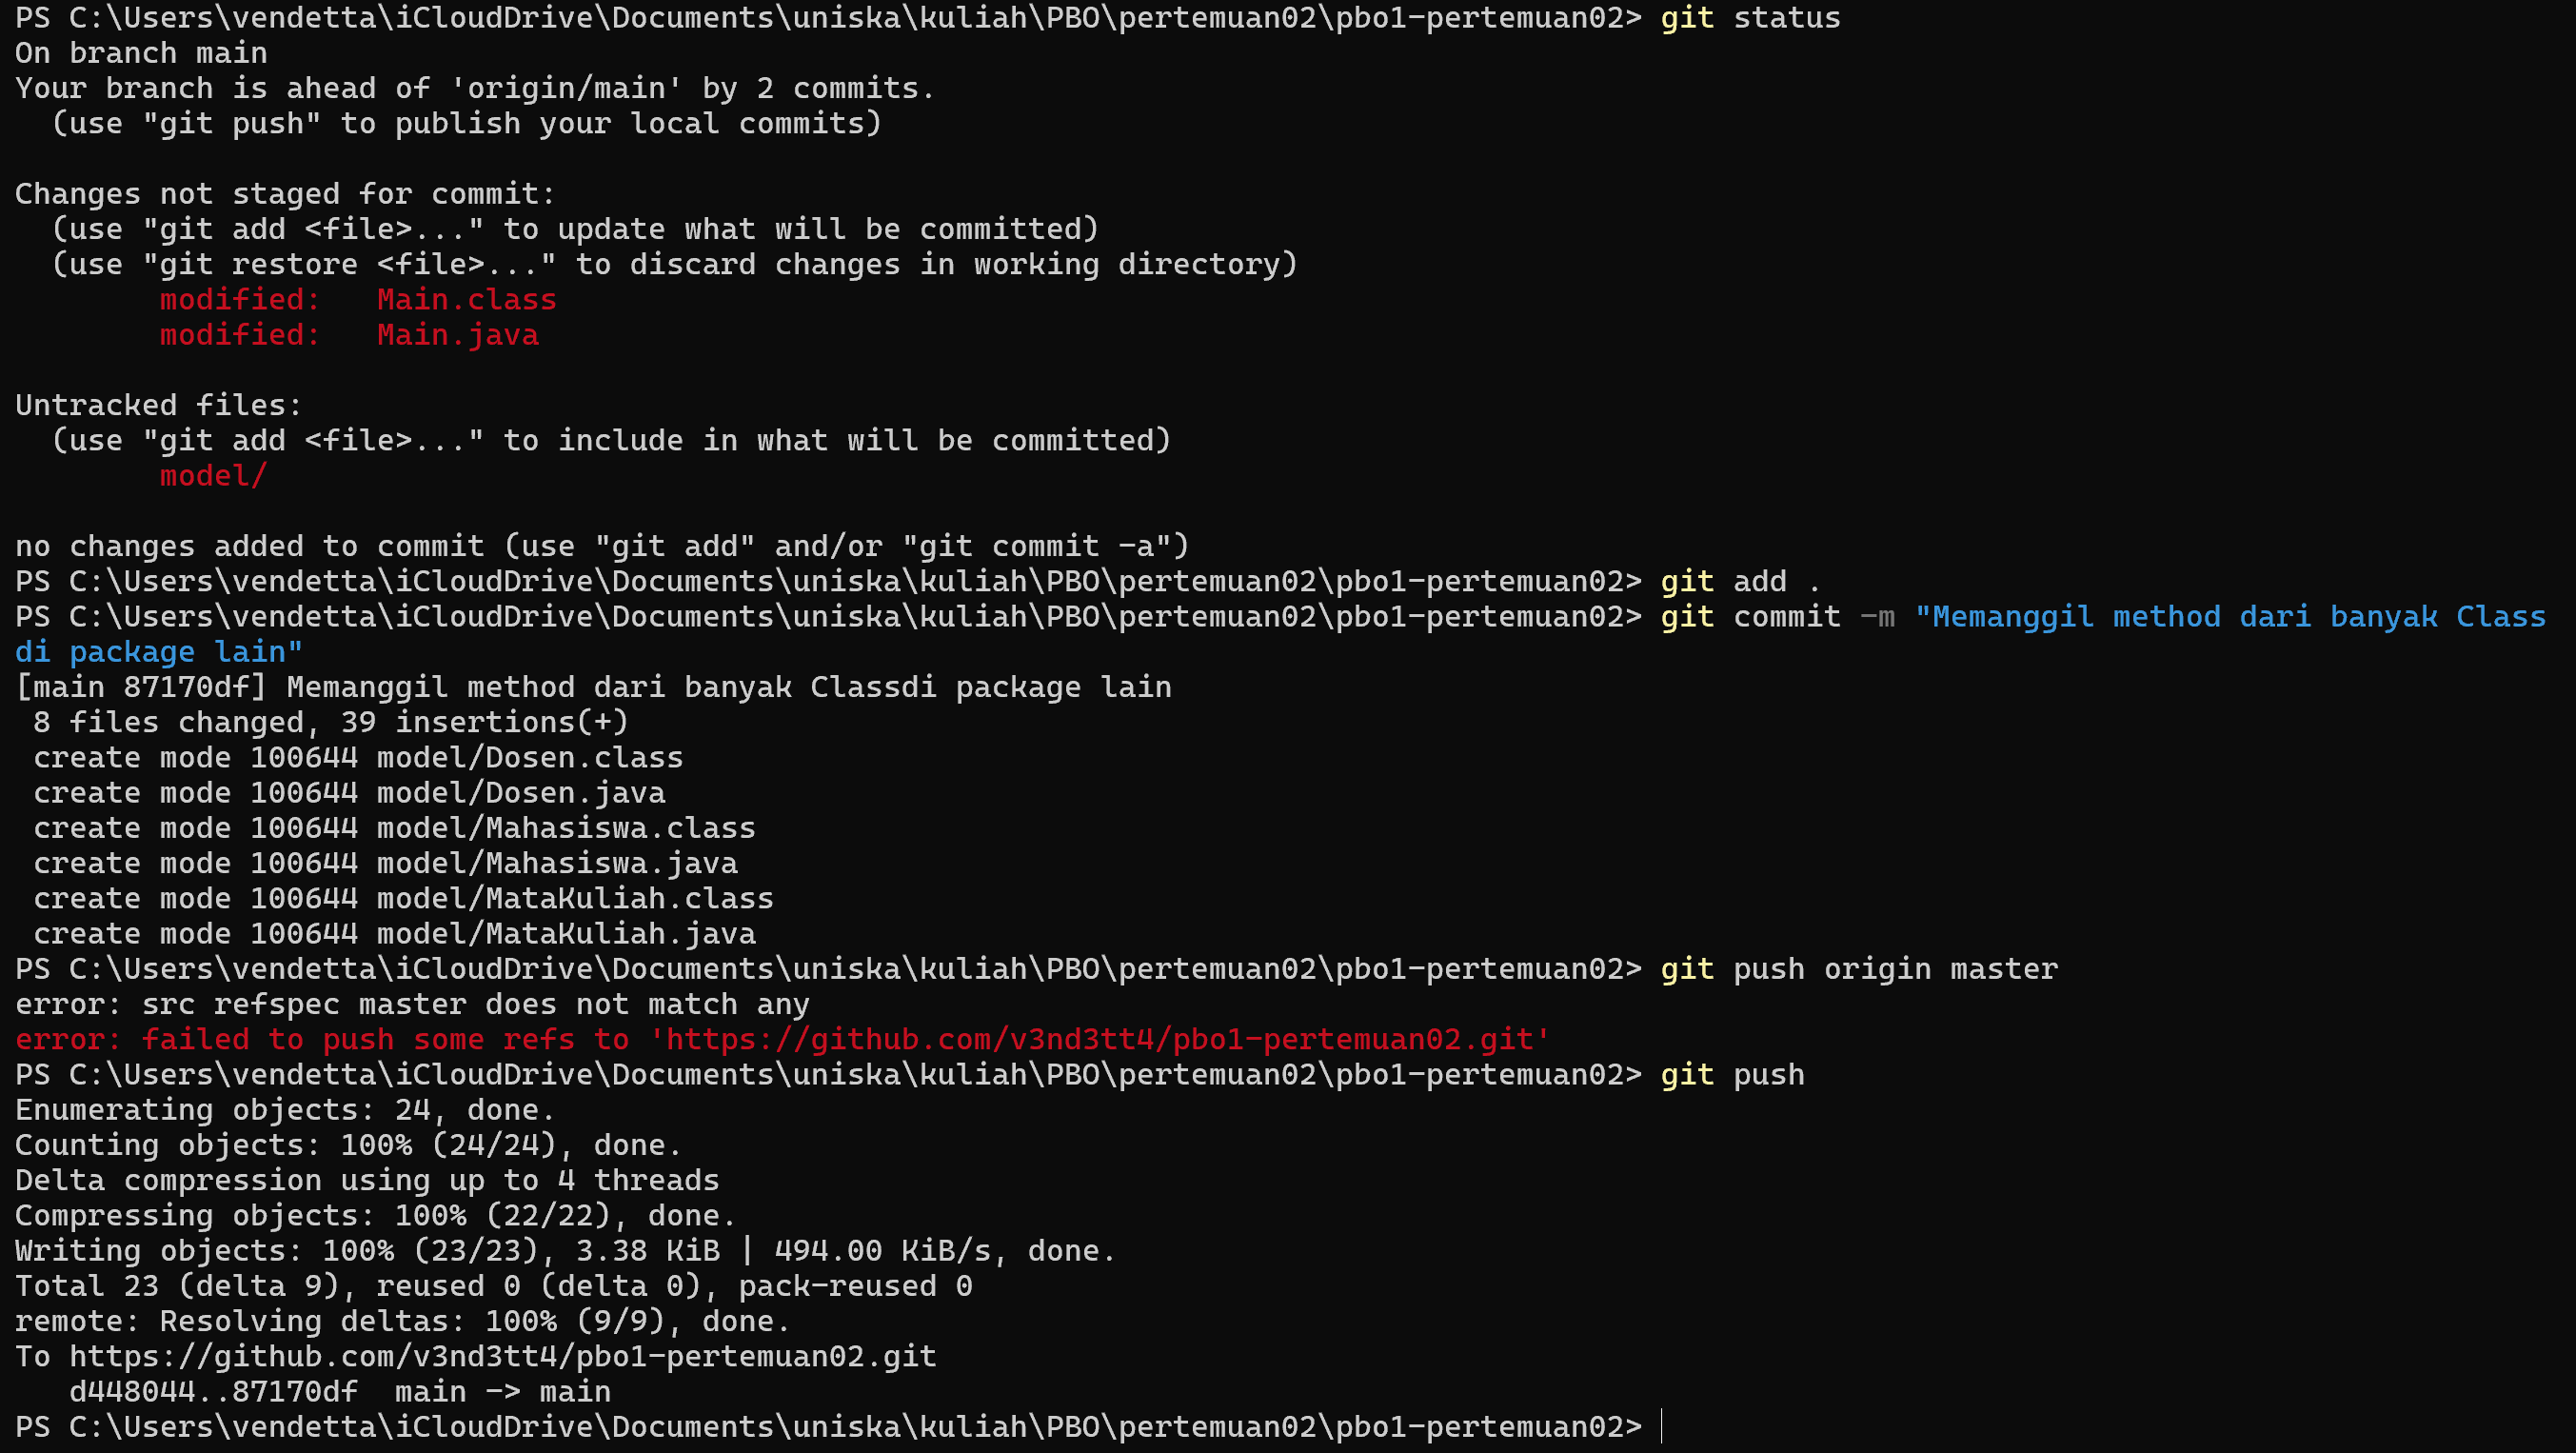 PS C:\Users\vendetta\iCloudDrive\Documents\uniska\kuliah\PBO\pertemuan02\pbo1-pertemuan02> git status
On branch main
Your branch is ahead of 'origin/main' by 2 commits.
  (use "git push" to publish your local commits)

Changes not staged for commit:
  (use "git add <file>..." to update what will be committed)
  (use "git restore <file>..." to discard changes in working directory)
        modified:   Main.class
        modified:   Main.java

Untracked files:
  (use "git add <file>..." to include in what will be committed)
        model/

no changes added to commit (use "git add" and/or "git commit -a")
PS C:\Users\vendetta\iCloudDrive\Documents\uniska\kuliah\PBO\pertemuan02\pbo1-pertemuan02> git add .
PS C:\Users\vendetta\iCloudDrive\Documents\uniska\kuliah\PBO\pertemuan02\pbo1-pertemuan02> git commit -m "Memanggil method dari banyak Class
di package lain"
[main 87170df] Memanggil method dari banyak Classdi package lain
 8 files changed, 39 insertions(+)
 create mode 100644 model/Dosen.class
 create mode 100644 model/Dosen.java
 create mode 100644 model/Mahasiswa.class
 create mode 100644 model/Mahasiswa.java
 create mode 100644 model/MataKuliah.class
 create mode 100644 model/MataKuliah.java
PS C:\Users\vendetta\iCloudDrive\Documents\uniska\kuliah\PBO\pertemuan02\pbo1-pertemuan02> git push origin master
error: src refspec master does not match any
error: failed to push some refs to 'https://github.com/v3nd3tt4/pbo1-pertemuan02.git'
PS C:\Users\vendetta\iCloudDrive\Documents\uniska\kuliah\PBO\pertemuan02\pbo1-pertemuan02> git push
Enumerating objects: 24, done.
Counting objects: 100% (24/24), done.
Delta compression using up to 4 threads
Compressing objects: 100% (22/22), done.
Writing objects: 100% (23/23), 3.38 KiB | 494.00 KiB/s, done.
Total 23 (delta 9), reused 0 (delta 0), pack-reused 0
remote: Resolving deltas: 100% (9/9), done.
To https://github.com/v3nd3tt4/pbo1-pertemuan02.git
   d448044..87170df  main -> main
PS C:\Users\vendetta\iCloudDrive\Documents\uniska\kuliah\PBO\pertemuan02\pbo1-pertemuan02>